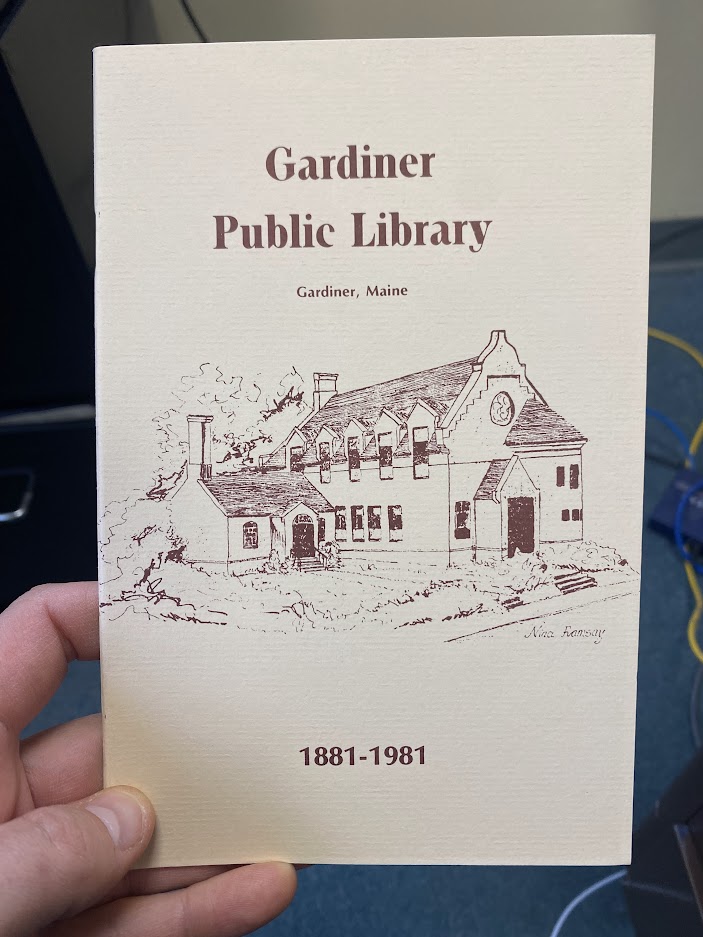 Gardiner
Public Library
Gardiner, Maine
Nina Ramsay
1881-1981